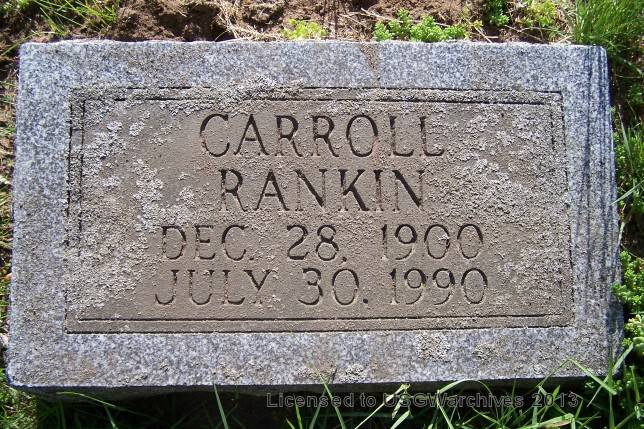 CARROLL
RANKIN
DEC. 28, 1900
JULY 30, 1990
Licensed to USGWarchives 2013